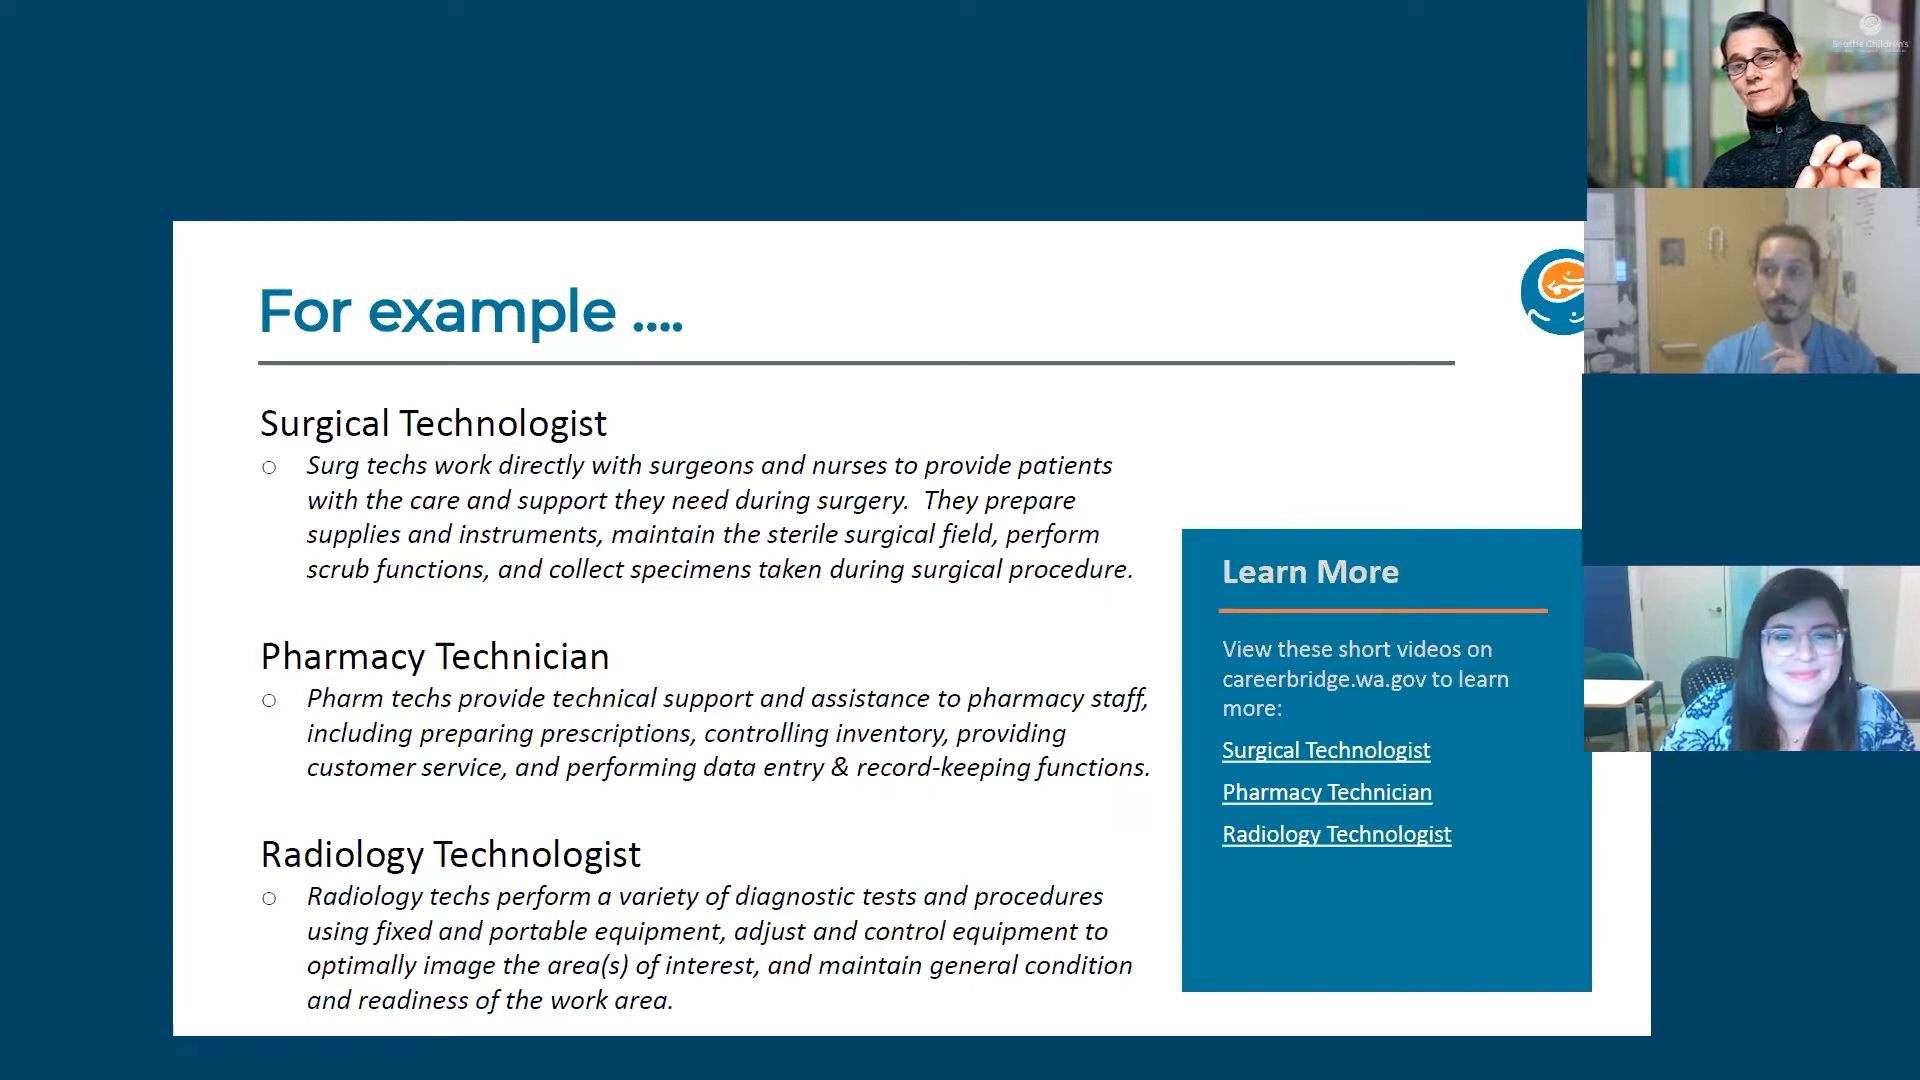 Seattle Children's
For example ....
Surgical Technologist
○ Surg techs work directly with surgeons and nurses to provide patients
with the care and support they need during surgery.  They prepare
supplies and instruments, maintain the sterile surgical field, perform
scrub functions, and collect specimens taken during surgical procedure.
Pharmacy Technician
○ Pharm techs provide technical support and assistance to pharmacy staff,
including preparing prescriptions, controlling inventory, providing
customer service, and performing data entry & record-keeping functions.
Radiology Technologist
○ Radiology techs perform a variety of diagnostic tests and procedures
using fixed and portable equipment, adjust and control equipment to
optimally image the area(s) of interest, and maintain general condition
and readiness of the work area.
Learn More
View these short videos on
careerbridge.wa.gov to learn
more:
Surgical Technologist
Pharmacy Technician
Radiology Technologist